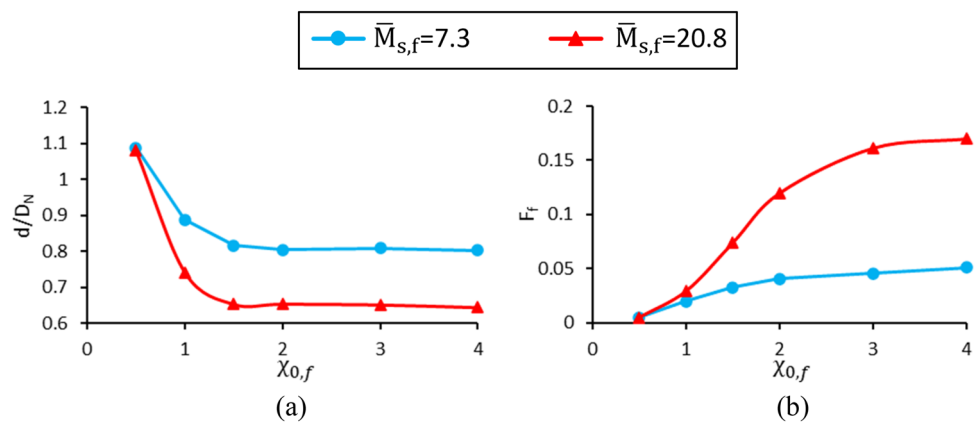 M̅s,f=7.3 M̅s,f=20.8
1.2
1.1
1
0.9
0.8
0.7
0.6
d/DN
0 1 2 3 4
χ0,f
(a)
0.2
0.15
0.1
0.05
0
Ff
0 1 2 3 4
χ0,f
(b)